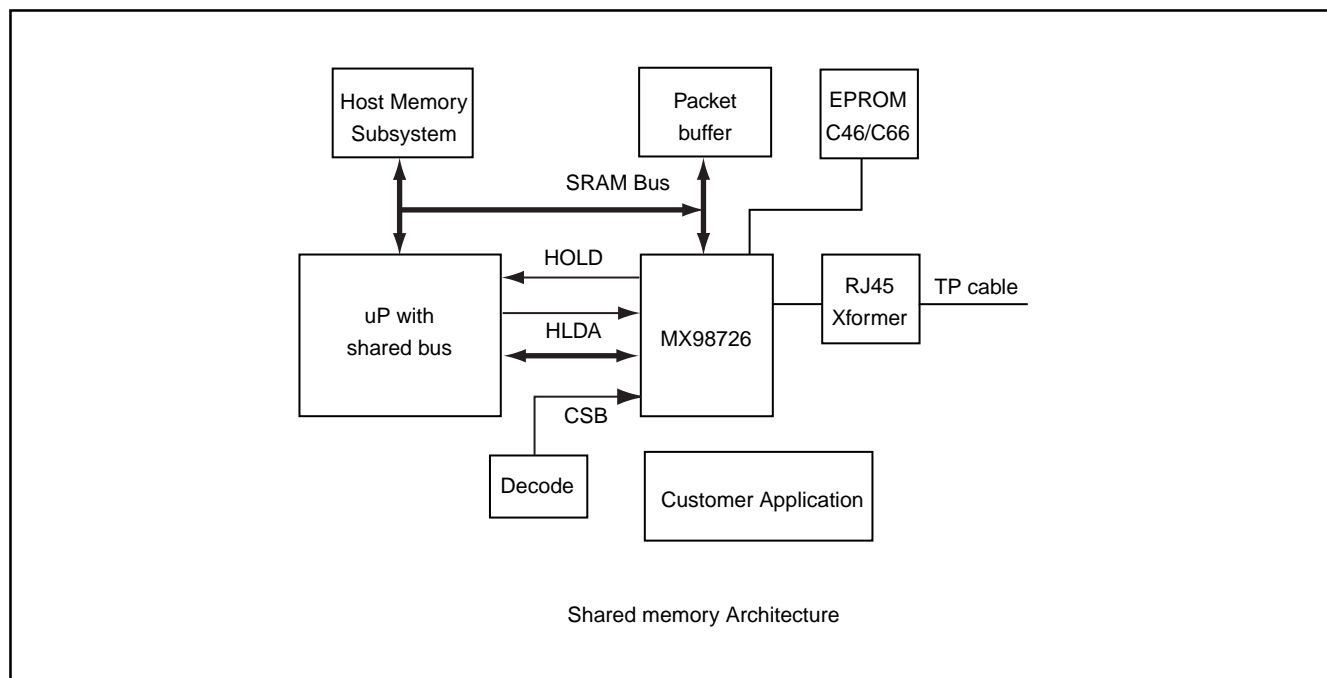 Host Memory
Subsystem
Packet
buffer
EPROM
C46/C66
SRAM Bus
HOLD
uP with
shared bus
HLDA
MX98726
RJ45
Xformer
TP cable
CSB
Decode
Customer Application
Shared memory Architecture